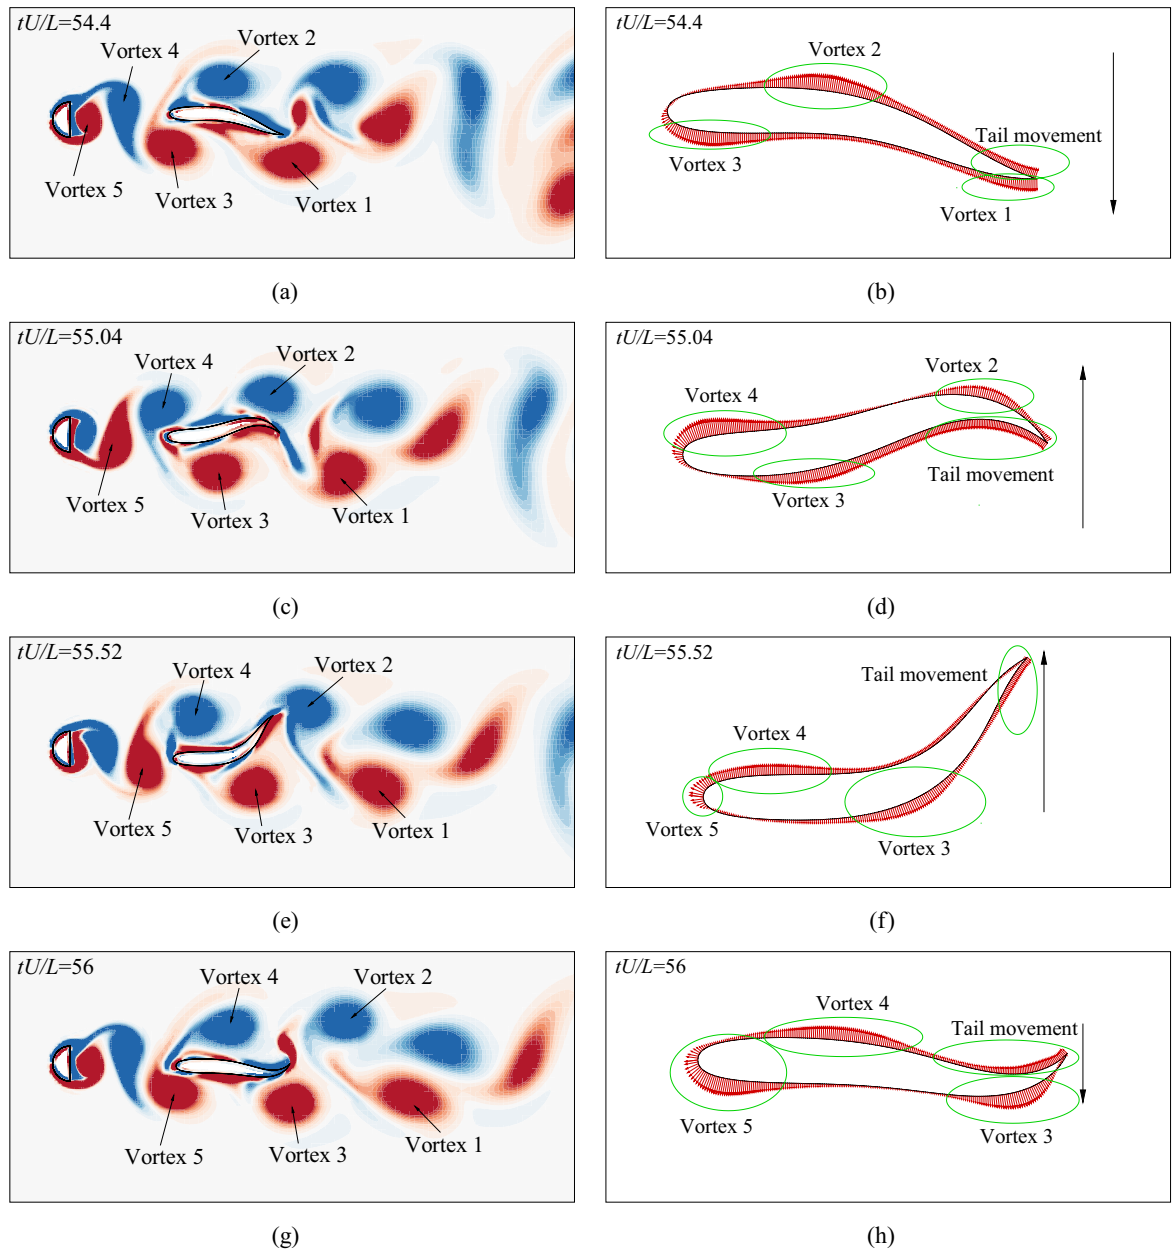 tU/L=54.4
Vortex 4
Vortex 2
Vortex 5
Vortex 3
Vortex 1
(a)
tU/L=54.4
Vortex 2
Tail movement
Vortex 3
Vortex 1
(b)
tU/L=55.04
Vortex 4
Vortex 2
Vortex 5
Vortex 3
Vortex 1
(c)
tU/L=55.04
Vortex 2
Vortex 4
Tail movement
Vortex 3
(d)
tU/L=55.52
Vortex 4
Vortex 2
Vortex 5
Vortex 3
Vortex 1
(e)
tU/L=55.52
Tail movement
Vortex 4
Vortex 5
Vortex 3
(f)
tU/L=56
Vortex 4
Vortex 2
Vortex 5
Vortex 3
Vortex 1
(g)
tU/L=56
Vortex 4
Tail movement
Vortex 5
Vortex 3
(h)